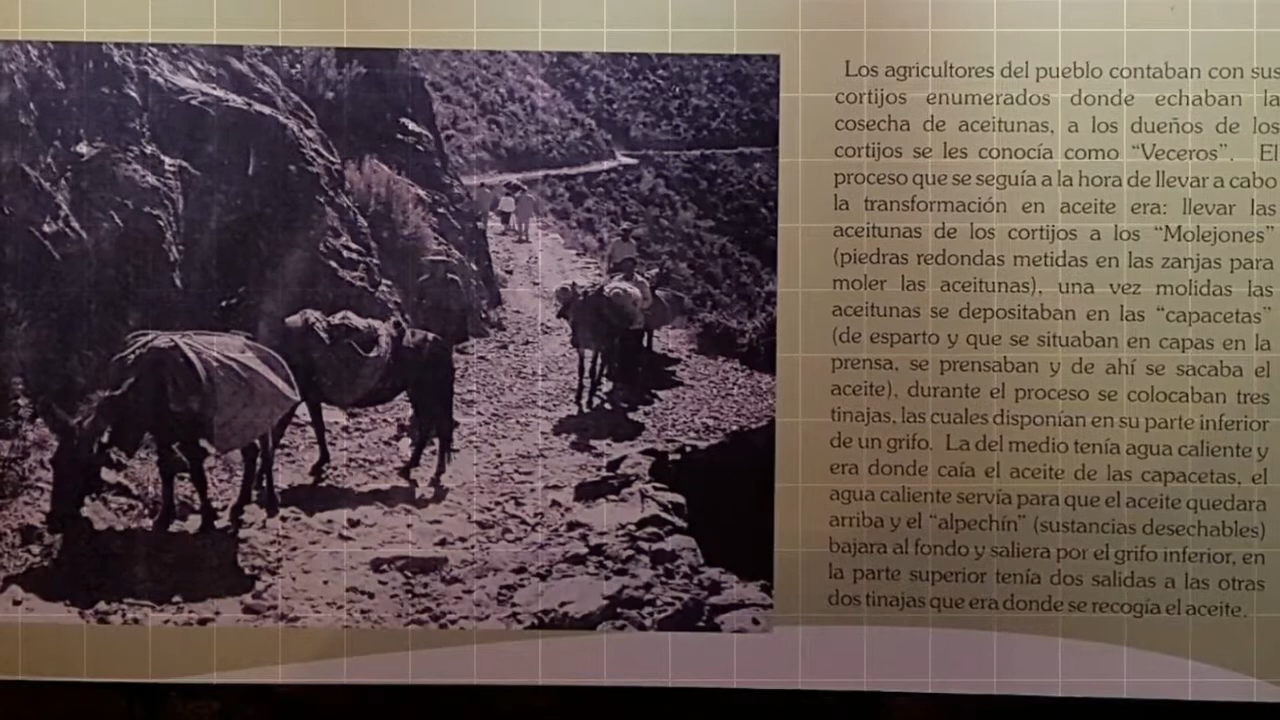 Los agricultores del pueblo contaban con sus
cortijos enumerados donde echaban la
cosecha de aceitunas, a los dueños de los
cortijos se les conocía como “Veceros”. El
proceso que se seguía a la hora de llevar a cabo
la transformación en aceite era: llevar las
aceitunas de los cortijos a los “Molejones”
(piedras redondas metidas en las zanjas para
moler las aceitunas), una vez molidas las
aceitunas se depositaban en las “capacetas”
(de esparto y que se situaban en capas en la
prensa, se prensaban y de ahí se sacaba el
aceite), durante el proceso se colocaban tres
tinajas, las cuales disponían en su parte inferior
de un grifo. La del medio tenía agua caliente y
era donde caía el aceite de las capacetas, el
agua caliente servía para que el aceite quedara
arriba y el “alpechín” (sustancias desechables)
bajara al fondo y saliera por el grifo inferior, en
la parte superior tenía dos salidas a las otras
dos tinajas que era donde se recogía el aceite.